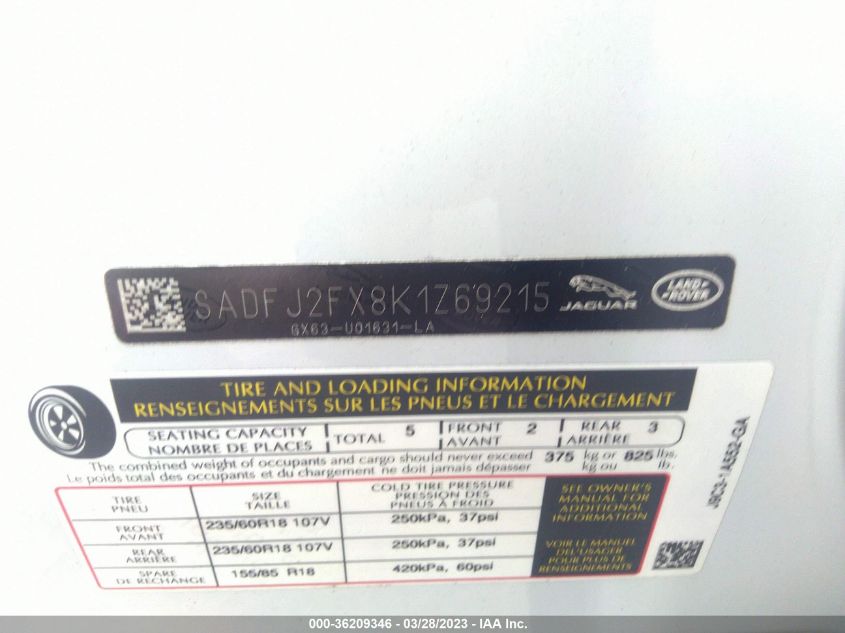 SADFJ2FX8K1Z69215
GX63-U01631-LA
JAGUAR
LAND ROVER
TIRE AND LOADING INFORMATION
RENSEIGNEMENTS SUR LES PNEUS ET LE CHARGEMENT
SEATING CAPACITY TOTAL 5 FRONT 2 REAR 3
NOMBRE DE PLACES AVANT ARRIÈRE
The combined weight of occupants and cargo should never exceed 375 kg or 825 lbs.
Le poids total des occupants et du chargement ne doit jamais dépasser kg ou lb.
TIRE SIZE COLD TIRE PRESSURE
PNEU TAILLE PRESSION DES
PNEUS À FROID
FRONT 235/60R18 107V 250kPa, 37psi
AVANT
REAR 235/60R18 107V 250kPa, 37psi
ARRIÈRE
SPARE 155/85 R18 420kPa, 60psi
DE RECHANGE
SEE OWNER'S
MANUAL FOR
ADDITIONAL
INFORMATION
VOIR LE MANUEL
DE L'USAGER
POUR PLUS DE
RENSEIGNEMENTS
J9C3-1A552-GA
000-36209346 - 03/28/2023 - IAA Inc.